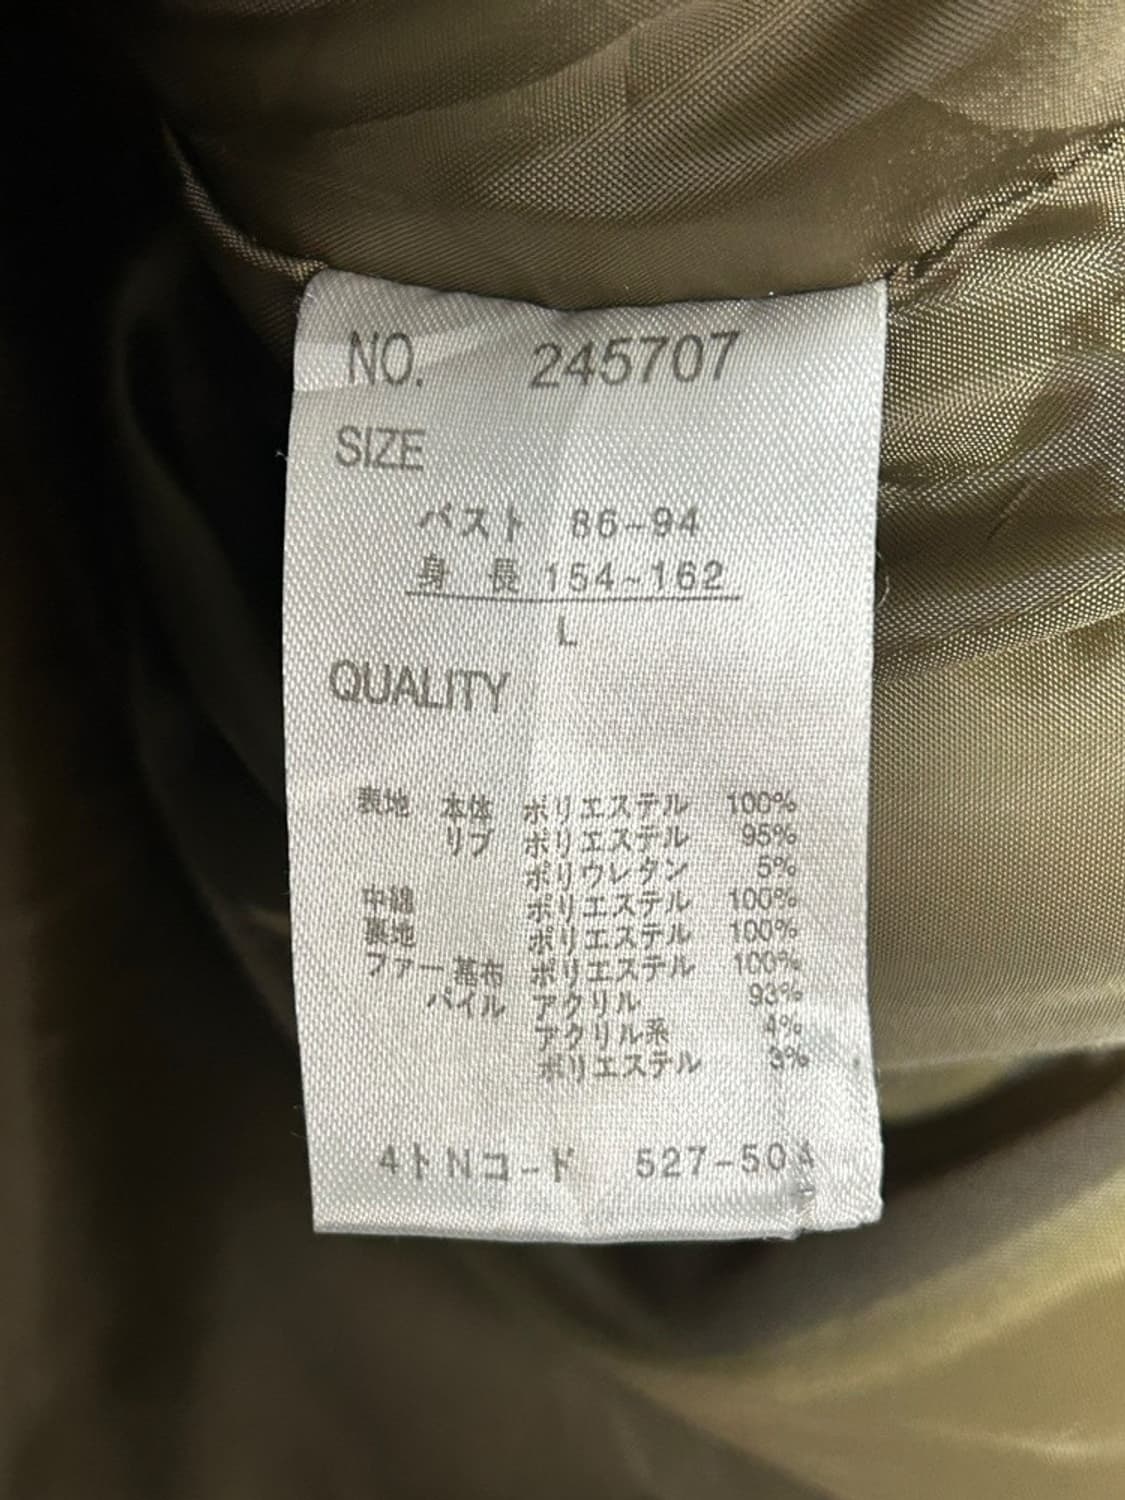 NO. 245707
SIZE
バスト 86~94
身 長 154~162
L
QUALITY
表地 本体 ポリエステル 100%
リブ ポリエステル 95%
ポリウレタン 5%
中綿 ポリエステル 100%
裏地 ポリエステル 100%
ファー基布 ポリエステル 100%
パイル アクリル 93%
アクリル系 4%
ポリエステル 3%
4トNコード 527-504